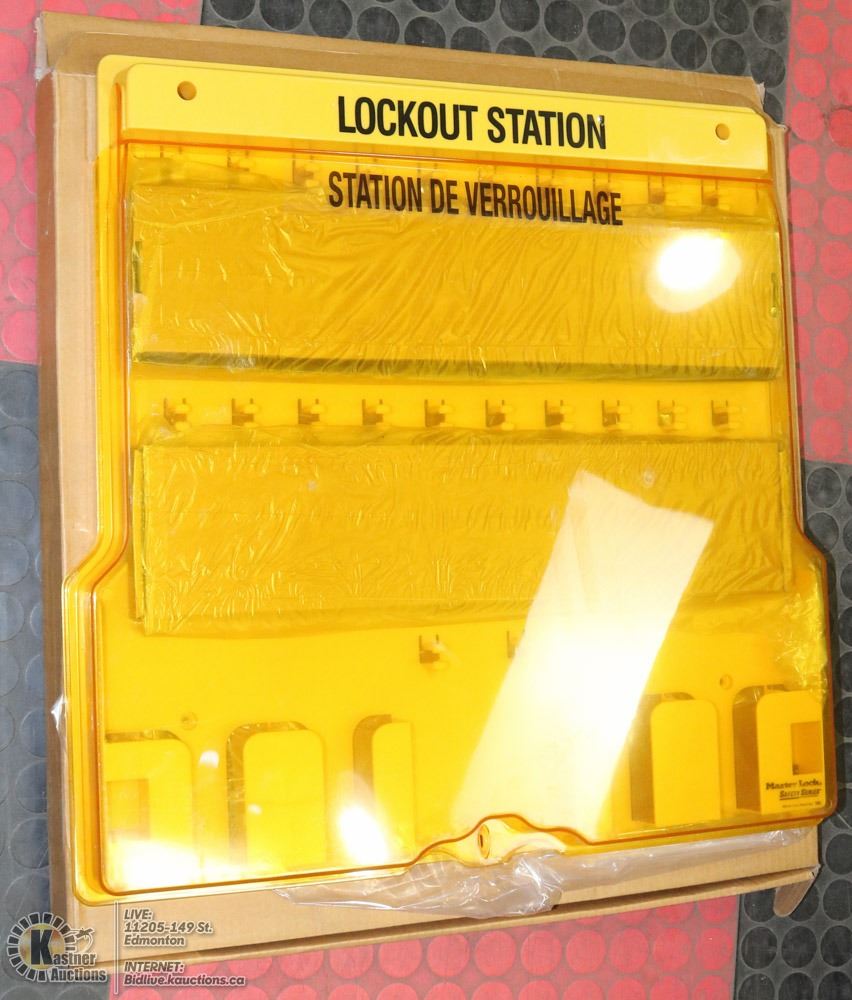 LOCKOUT STATION
STATION DE VERROUILLAGE
Master Lock
SAFETY SERIES
Kastner
Auctions
LIVE:
11205-149 St.
Edmonton
INTERNET:
Bidlive.kauctions.ca